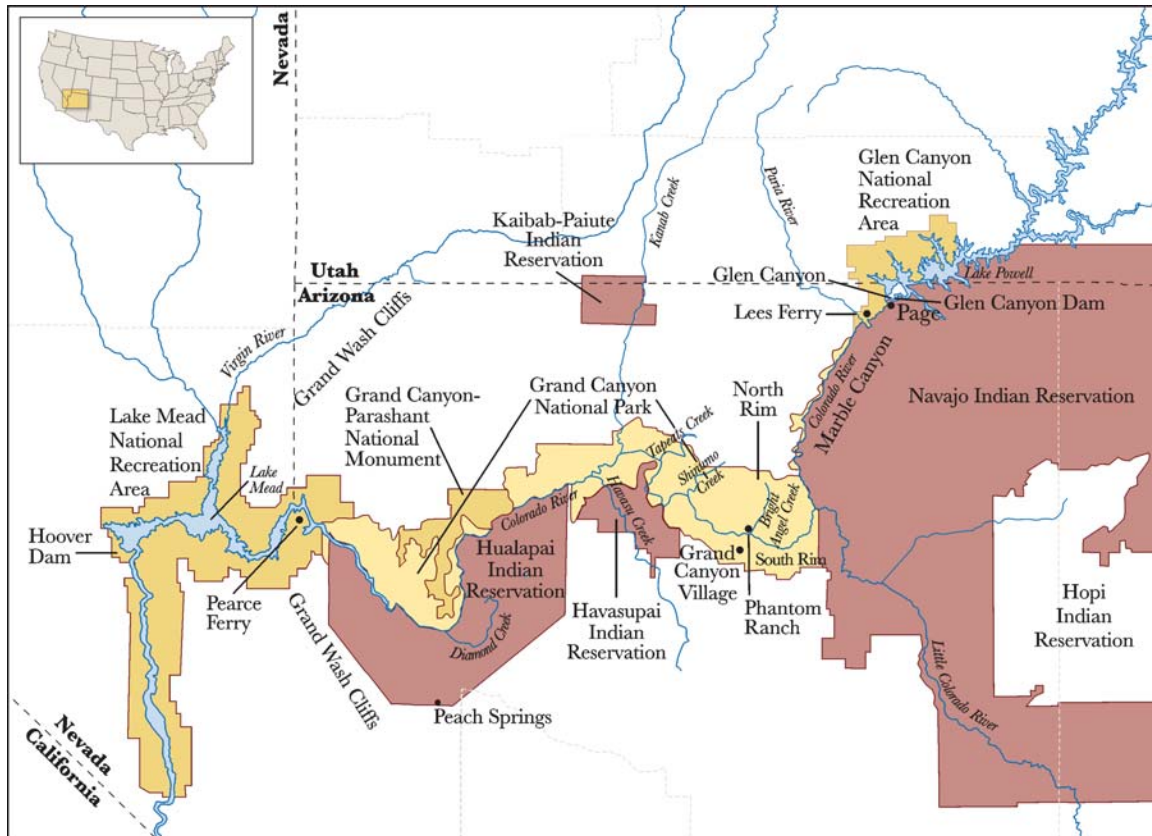 Nevada
Utah
Arizona
Nevada
California
Virgin River
Grand Wash Cliffs
Kaibab-Paiute
Indian
Reservation
Kanab Creek
Paria River
Glen Canyon
National
Recreation
Area
Glen Canyon
Lake Powell
Glen Canyon Dam
Lees Ferry
Page
Colorado River
Marble Canyon
Navajo Indian Reservation
Lake Mead
National
Recreation
Area
Lake
Mead
Hoover
Dam
Pearce
Ferry
Grand Wash Cliffs
Grand Canyon-
Parashant
National
Monument
Grand Canyon
National Park
North
Rim
Tapeats Creek
Shinumo
Creek
Bright
Angel Creek
South Rim
Grand
Canyon
Village
Phantom
Ranch
Colorado River
Havasu Creek
Hualapai
Indian
Reservation
Diamond Creek
Havasupai
Indian
Reservation
Peach Springs
Hopi
Indian
Reservation
Little Colorado River